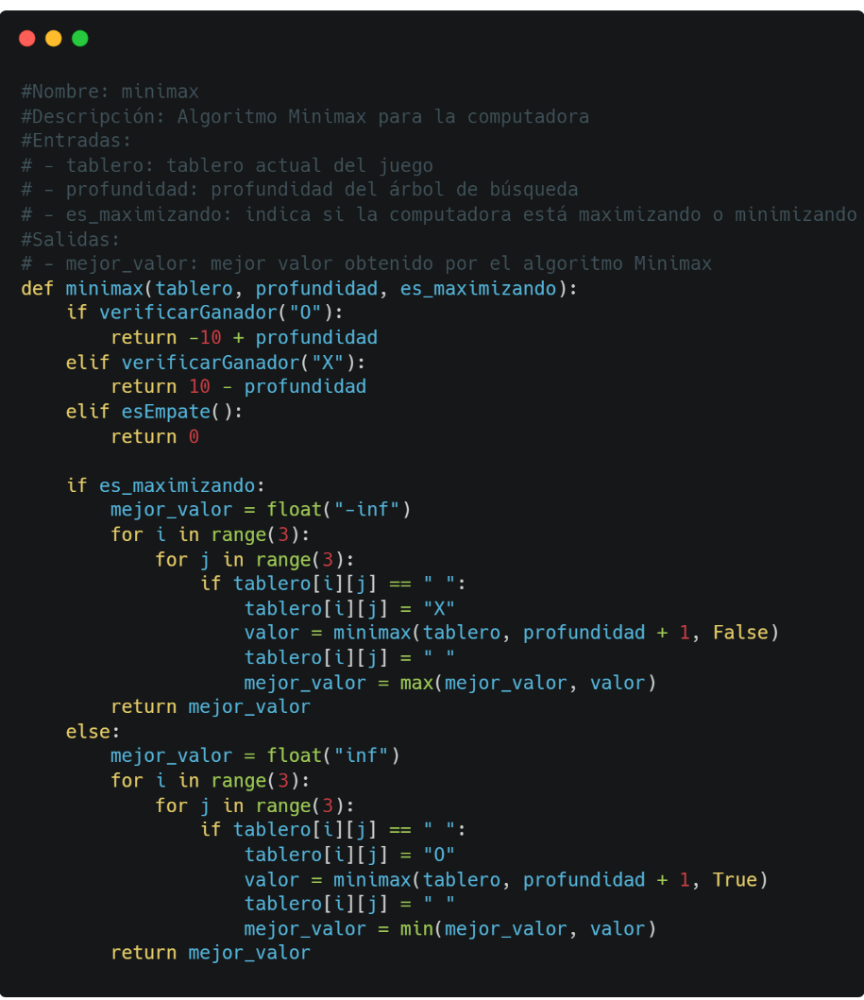 #Nombre: minimax
#Descripción: Algoritmo Minimax para la computadora
#Entradas:
# - tablero: tablero actual del juego
# - profundidad: profundidad del árbol de búsqueda
# - es_maximizando: indica si la computadora está maximizando o minimizando
#Salidas:
# - mejor_valor: mejor valor obtenido por el algoritmo Minimax
def minimax(tablero, profundidad, es_maximizando):
    if verificarGanador("O"):
        return -10 + profundidad
    elif verificarGanador("X"):
        return 10 - profundidad
    elif esEmpate():
        return 0

    if es_maximizando:
        mejor_valor = float("-inf")
        for i in range(3):
            for j in range(3):
                if tablero[i][j] == " ":
                    tablero[i][j] = "X"
                    valor = minimax(tablero, profundidad + 1, False)
                    tablero[i][j] = " "
                    mejor_valor = max(mejor_valor, valor)
        return mejor_valor
    else:
        mejor_valor = float("inf")
        for i in range(3):
            for j in range(3):
                if tablero[i][j] == " ":
                    tablero[i][j] = "O"
                    valor = minimax(tablero, profundidad + 1, True)
                    tablero[i][j] = " "
                    mejor_valor = min(mejor_valor, valor)
        return mejor_valor